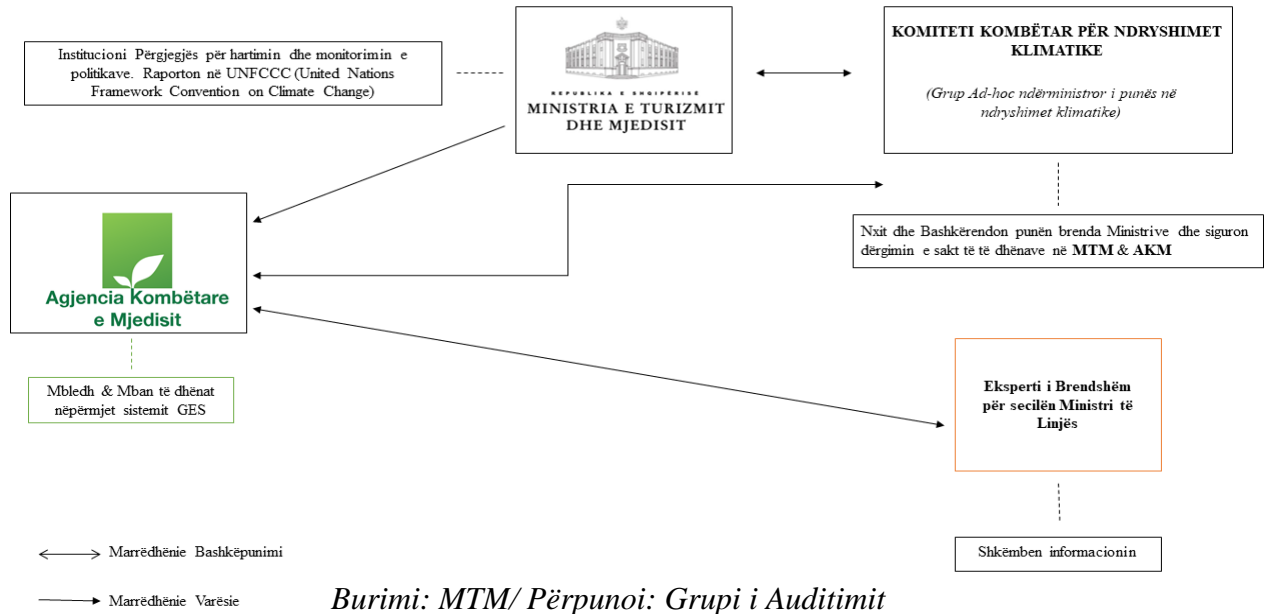 Institucioni Përgjegjës për hartimin dhe monitorimin e
politikave. Raporton në UNFCCC (United Nations
Framework Convention on Climate Change)
REPUBLIKA E SHQIPËRISË
MINISTRIA E TURIZMIT
DHE MJEDISIT
KOMITETI KOMBËTAR PËR NDRYSHIMET
KLIMATIKE
(Grup Ad-hoc ndërministror i punës në
ndryshimet klimatike)
Nxit dhe Bashkërendon punën brenda Ministrive dhe siguron
dërgimin e sakt të të dhënave në MTM & AKM
Agjencia Kombëtare
e Mjedisit
Mbledh & Mban të dhënat
nëpërmjet sistemit GES
Eksperti i Brendshëm
për secilën Ministri të
Linjës
Shkëmben informacionin
Marrëdhënie Bashkëpunimi
Marrëdhënie Varësie
Burimi: MTM/ Përpunoi: Grupi i Auditimit